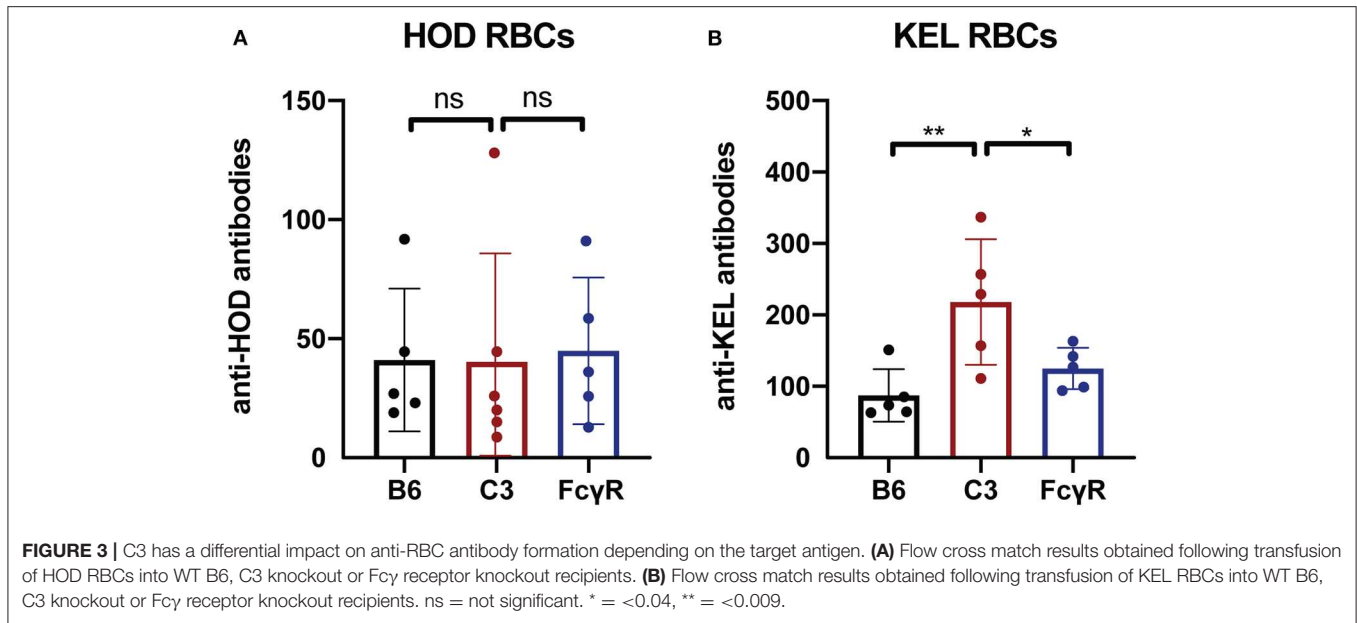 A
HOD RBCs
150
100
50
0
anti-HOD antibodies
ns
ns
B6
C3
FcγR
B
KEL RBCs
500
400
300
200
100
0
anti-KEL antibodies
**
*
B6
C3
FcγR
FIGURE 3 | C3 has a differential impact on anti-RBC antibody formation depending on the target antigen. (A) Flow cross match results obtained following transfusion
of HOD RBCs into WT B6, C3 knockout or Fcγ receptor knockout recipients. (B) Flow cross match results obtained following transfusion of KEL RBCs into WT B6,
C3 knockout or Fcγ receptor knockout recipients. ns = not significant. * = <0.04, ** = <0.009.